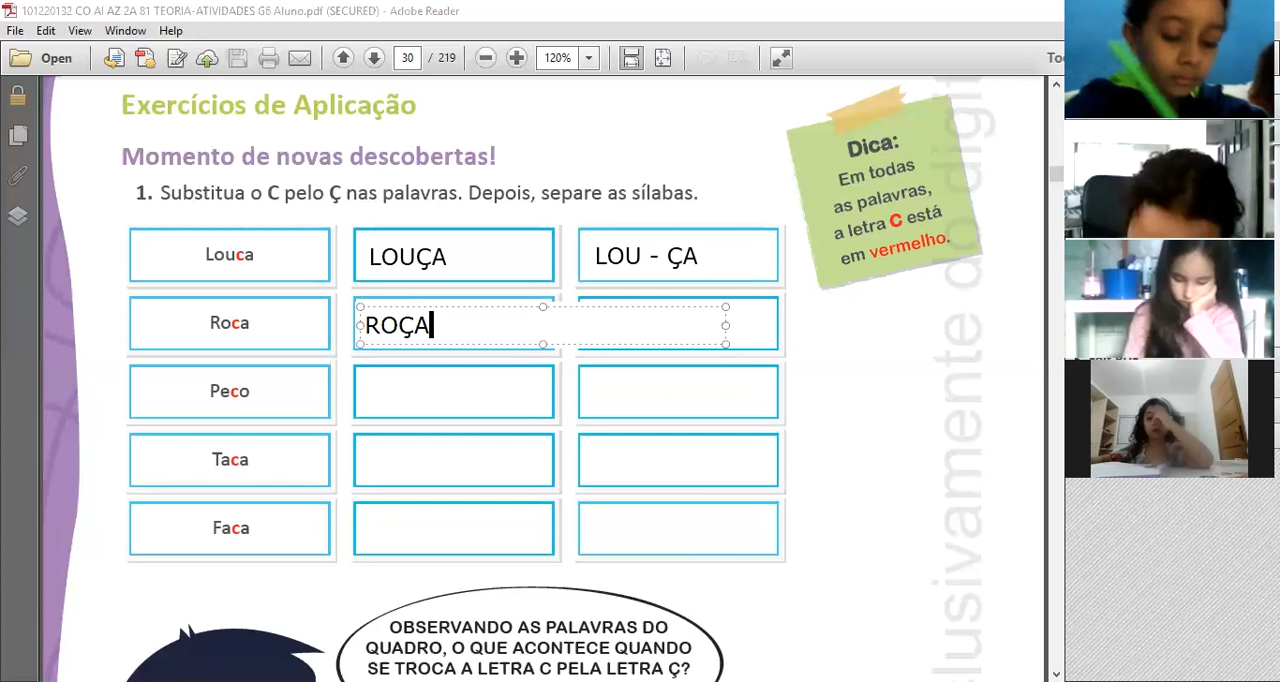 101220132 CO AI AZ 2A 81 TEORIA-ATIVIDADES G6 Aluno.pdf (SECURED) - Adobe Reader
File Edit View Window Help
Open
30 / 219
120%
Exercícios de Aplicação
Momento de novas descobertas!
1. Substitua o C pelo Ç nas palavras. Depois, separe as sílabas.
Dica:
Em todas
as palavras,
a letra C está
em vermelho.
Louca LOUÇA LOU - ÇA
Roca ROÇA
Peco
Taca
Faca
OBSERVANDO AS PALAVRAS DO
QUADRO, O QUE ACONTECE QUANDO
SE TROCA A LETRA C PELA LETRA Ç?